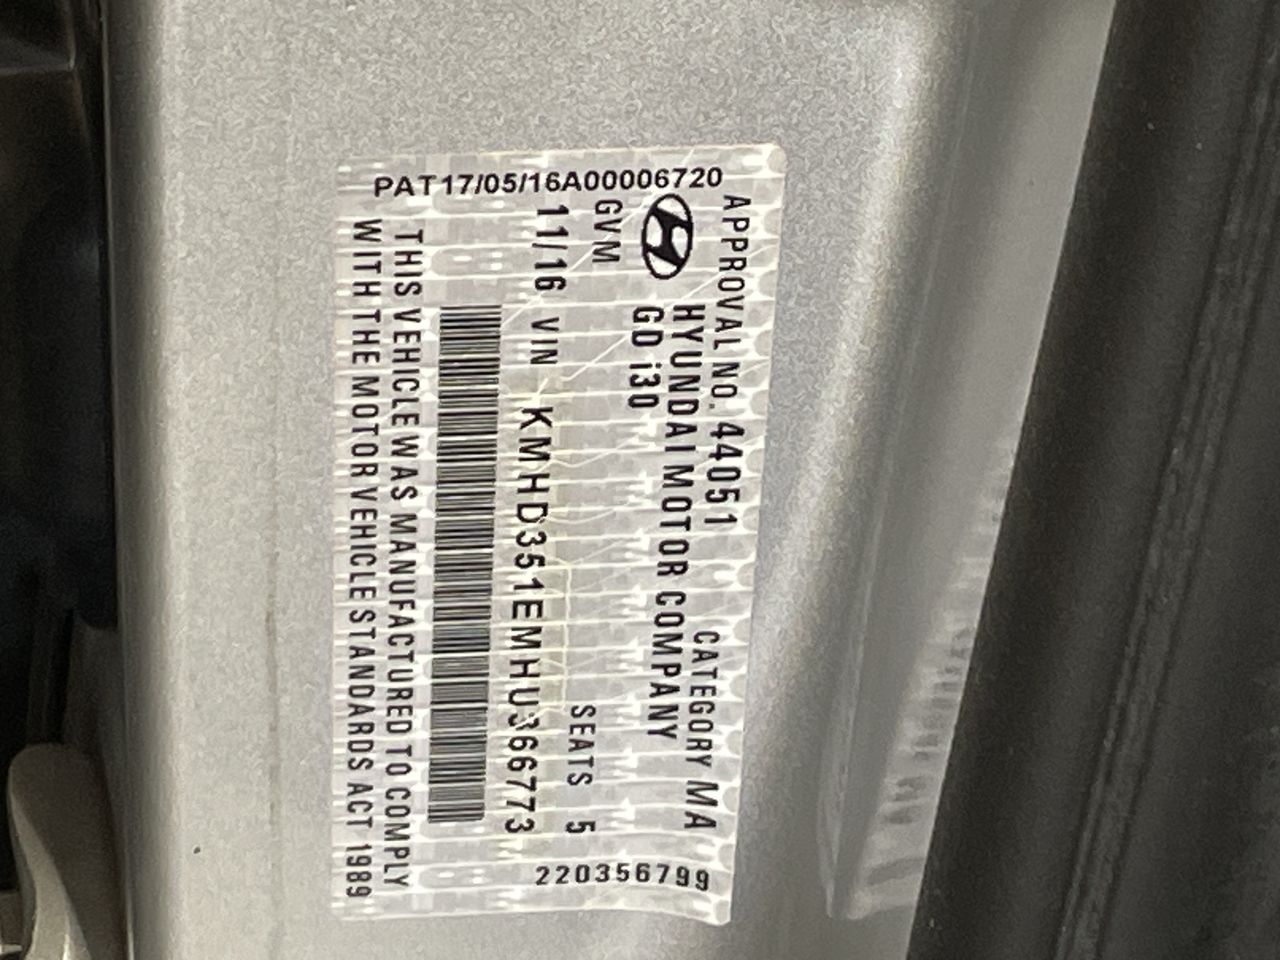 PAT17/05/16A00006720
APPROVAL NO. 44051 CATEGORY MA
HYUNDAI MOTOR COMPANY
GD i30
GVM SEATS 5
11/16 VIN KMHD351EMHU366773
THIS VEHICLE WAS MANUFACTURED TO COMPLY
WITH THE MOTOR VEHICLE STANDARDS ACT 1989
220356799